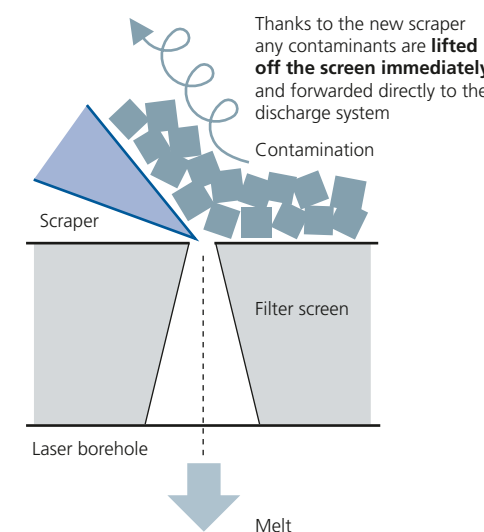 Thanks to the new scraper
any contaminants are lifted
off the screen immediately
and forwarded directly to the
discharge system
Contamination
Scraper
Filter screen
Laser borehole
Melt